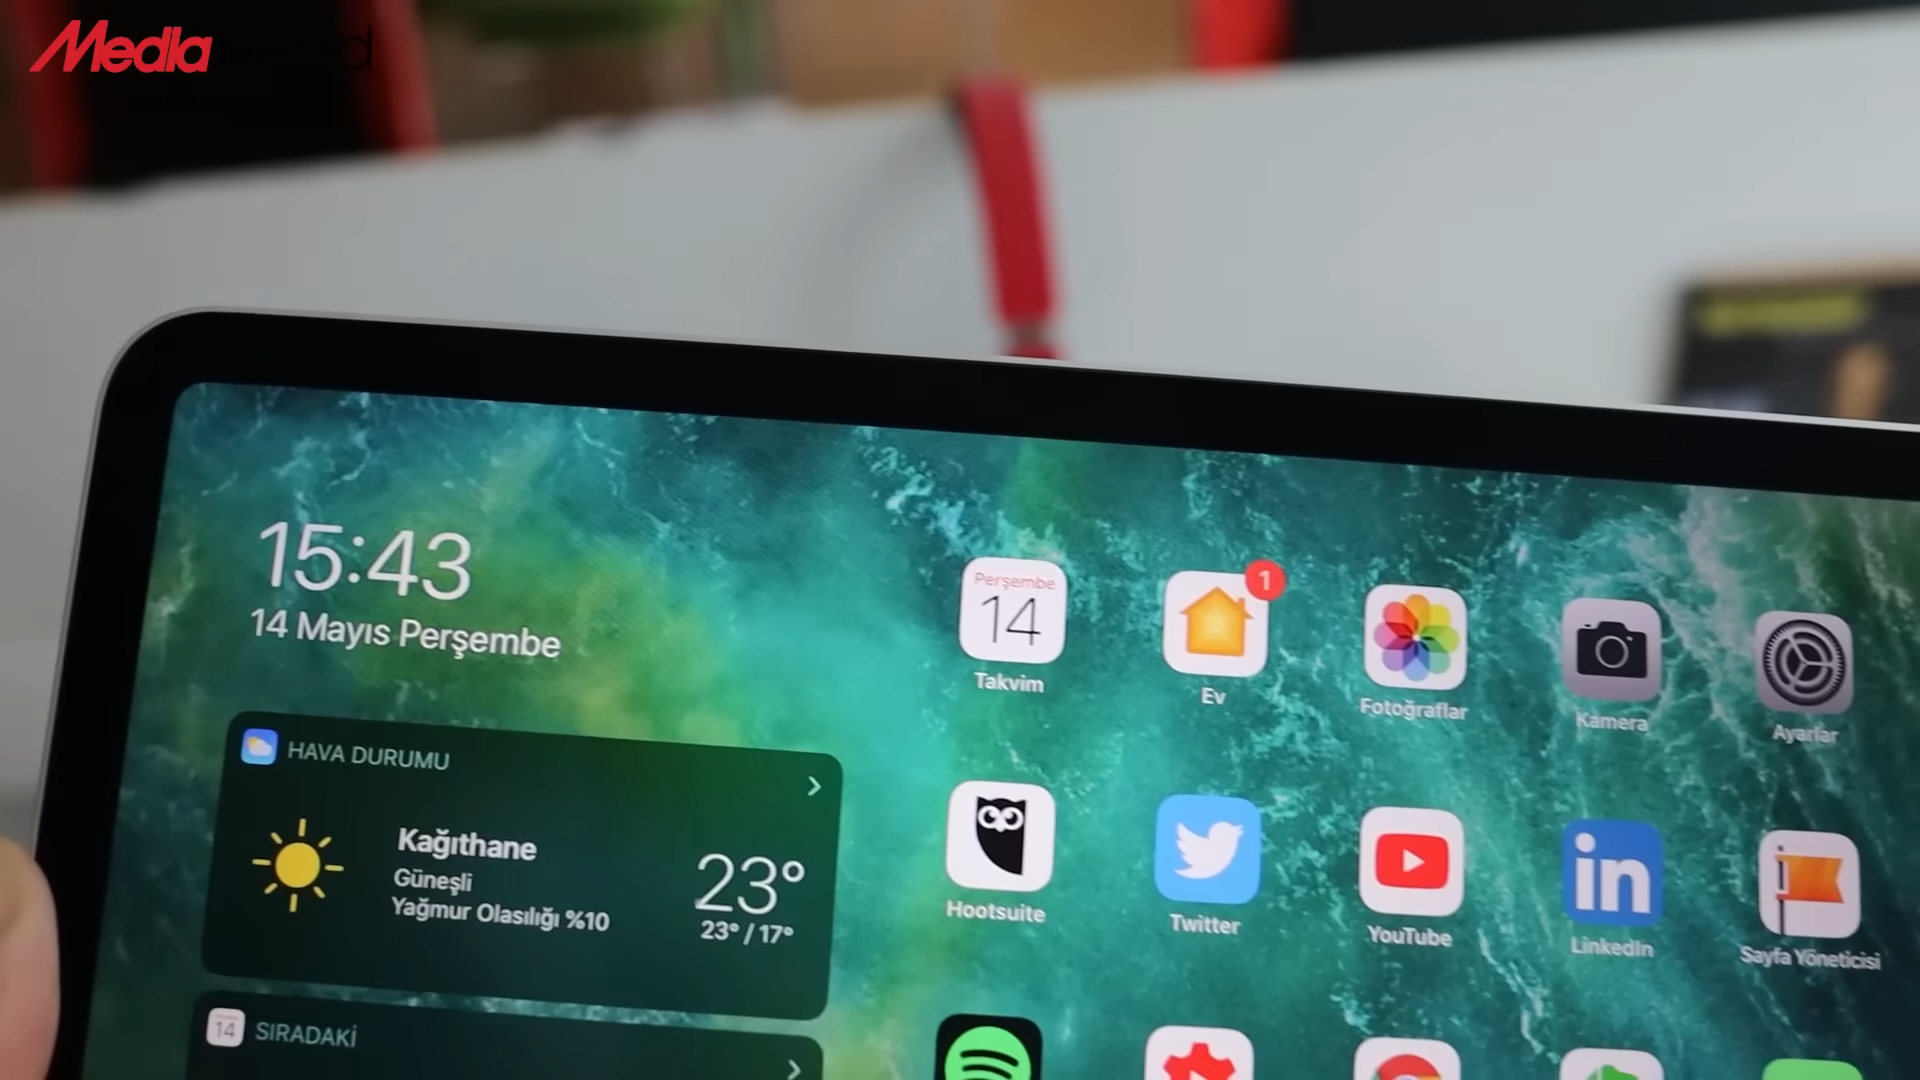 Media
15:43
14 Mayıs Perşembe
HAVA DURUMU
Kağıthane
Güneşli
Yağmur Olasılığı %10
23°
23° / 17°
14
SIRADAKİ
Perşembe
14
Takvim
1
Ev
Fotoğraflar
Kamera
Ayarlar
Hootsuite
Twitter
YouTube
in
LinkedIn
Sayfa Yöneticisi